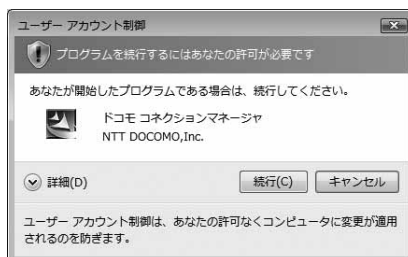 ユーザー アカウント制御
プログラムを続行するにはあなたの許可が必要です
あなたが開始したプログラムである場合は、続行してください。
ドコモ コネクションマネージャ
NTT DOCOMO,Inc.
詳細(D)
続行(C)
キャンセル
ユーザー アカウント制御は、あなたの許可なくコンピュータに変更が適用
されるのを防ぎます。